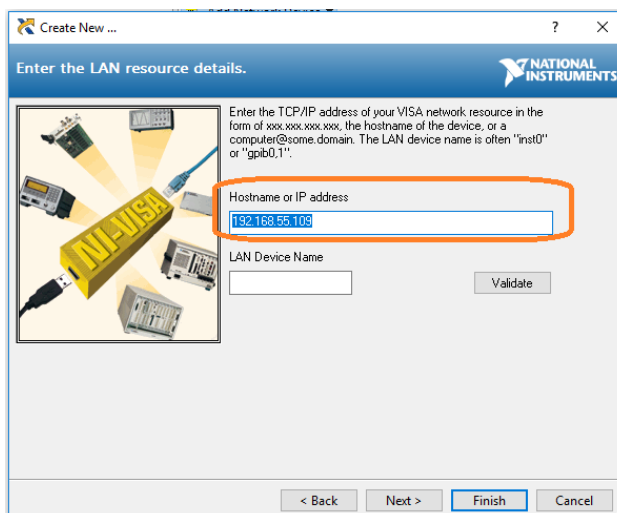 Create New ...
?
Enter the LAN resource details.
NATIONAL
INSTRUMENTS
Enter the TCP/IP address of your VISA network resource in the
form of xxx.xxx.xxx.xxx, the hostname of the device, or a
computer@some.domain. The LAN device name is often "inst0"
or "gpib0,1".
Hostname or IP address
192.168.55.109
LAN Device Name
Validate
NI-VISA
< Back Next > Finish Cancel